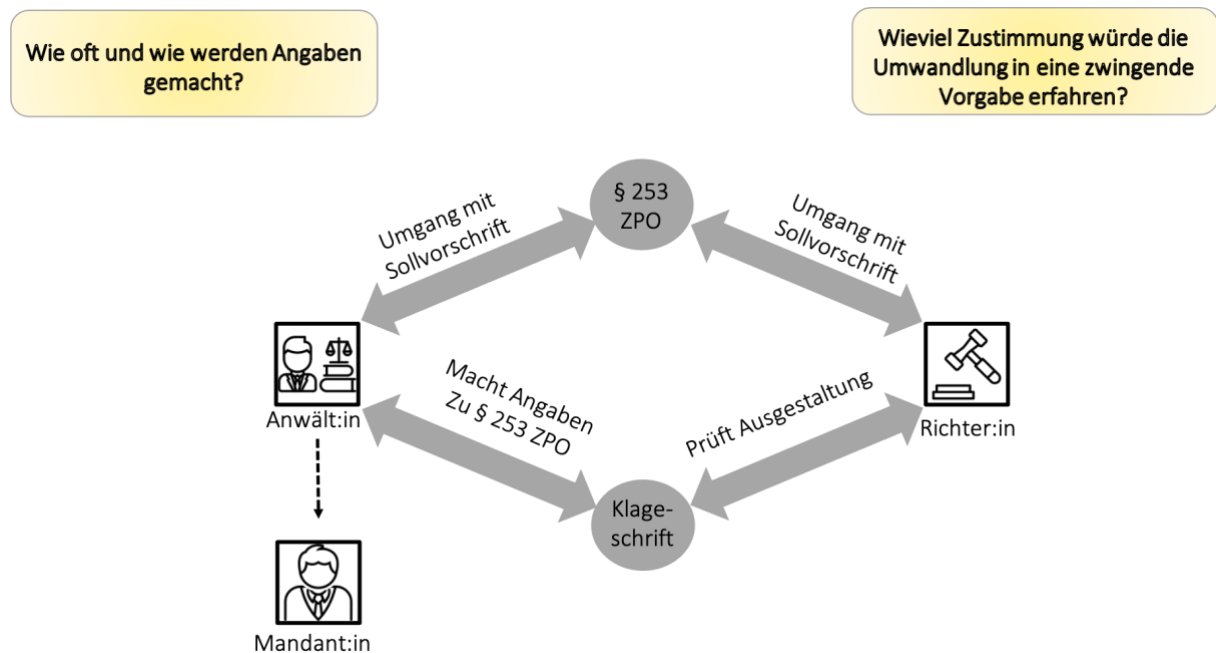 Wie oft und wie werden Angaben
gemacht?
Wieviel Zustimmung würde die
Umwandlung in eine zwingende
Vorgabe erfahren?
§ 253
ZPO
Umgang mit
Sollvorschrift
Umgang mit
Sollvorschrift
Anwält:in
Macht Angaben
Zu § 253 ZPO
Prüft Ausgestaltung
Richter:in
Klage-
schrift
Mandant:in